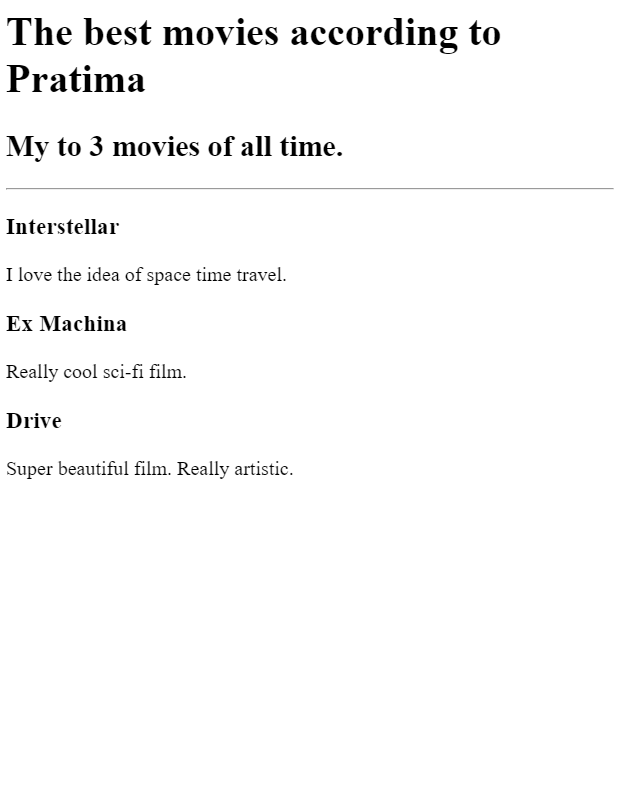 The best movies according to
Pratima
My to 3 movies of all time.
Interstellar
I love the idea of space time travel.
Ex Machina
Really cool sci-fi film.
Drive
Super beautiful film. Really artistic.